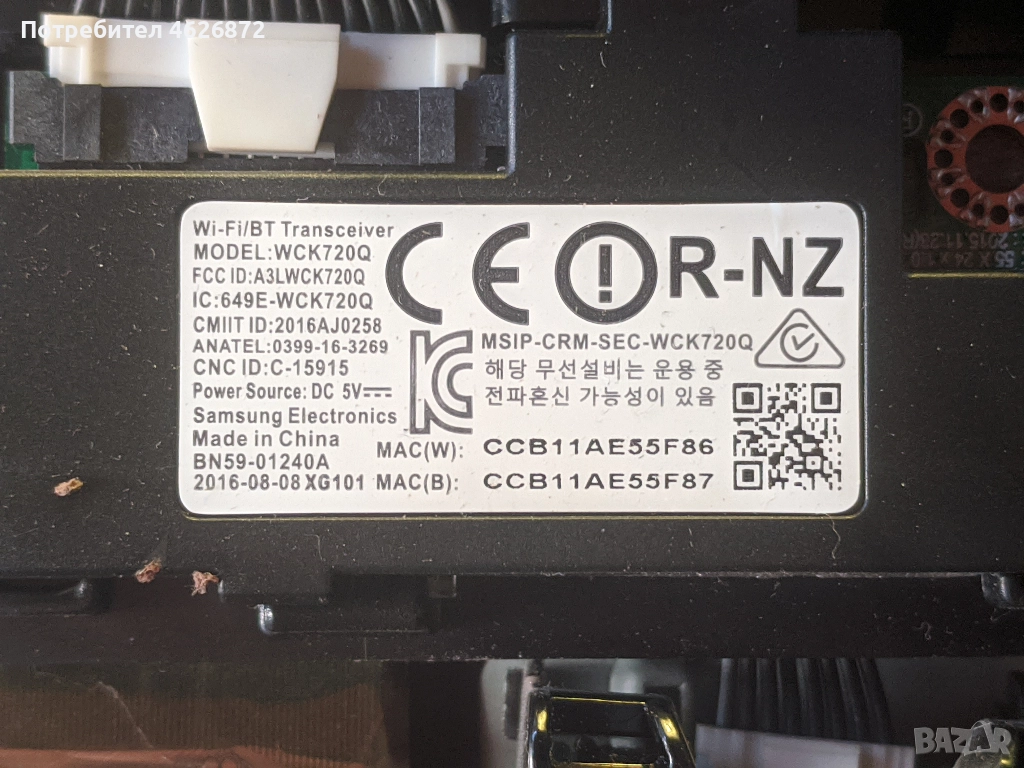 Потребител 4626872
Wi-Fi/BT Transceiver
MODEL:WCK720Q
FCC ID:A3LWCK720Q
IC:649E-WCK720Q
CMIIT ID:2016AJ0258
ANATEL:0399-16-3269
CNC ID:C-15915
Power Source: DC 5V
Samsung Electronics
Made in China
BN59-01240A
2016-08-08 XG101
CE
R-NZ
MSIP-CRM-SEC-WCK720Q
해당 무선설비는 운용 중
전파혼신 가능성이 있음
MAC(W): CCB11AE55F86
MAC(B): CCB11AE55F87
BAZAR